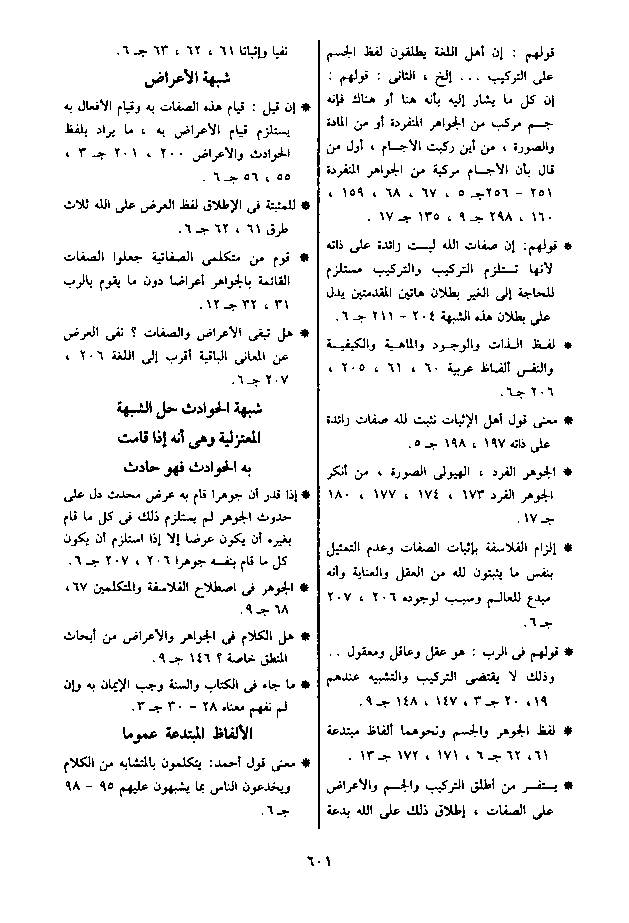 قولهم : إن أهل اللغة يطلقون لفظ الجسم
على التركيب ... إلخ ، الثانى : قولهم :
إن كل ما يشار إليه بأنه هنا أو هناك فإنه
جسم مركب من الجواهر المنفردة أو من المادة
والصورة ، من أين ركبت الأجسام ، أول من
قال بأن الأجسام مركبة من الجواهر المنفردة
٢٥١ - ٢٥٦ جـ ٥ ، ٦٧ ، ٦٨ ، ١٥٩ ،
١٦٠ ، ٢٩٨ جـ ٩ ، ١٣٥ جـ ١٧ .
* قولهم: إن صفات الله ليست زائدة على ذاته
لأنها تستلزم التركيب والتركيب مستلزم
للحاجة إلى الغير بطلان هاتين المقدمتين يدل
على بطلان هذه الشبهة ٢٠٤ - ٢١١ جـ ٦ .
* لفظ الذات والوجود والماهية والكيفية
والنفس ألفاظ عربية ٦٠ ، ٦١ ، ٢٠٥ ،
٢٠٦ جـ ٦ .
* معنى قول أهل الإثبات نثبت لله صفات زائدة
على ذاته ١٩٧ ، ١٩٨ جـ ٥ .
* الجوهر الفرد ، الهيولى الصورة ، من أنكر
الجوهر الفرد ١٧٣ ، ١٧٤ ، ١٧٧ ، ١٨٠
جـ ١٧ .
* إلزام الفلاسفة بإثبات الصفات وعدم التمثيل
بنفس ما يثبتون لله من العقل والعناية وأنه
مبدع للعالم وسبب لوجوده ٢٠٦ ، ٢٠٧
جـ ٦ .
* قولهم فى الرب : هو عقل وعاقل ومعقول ..
وذلك لا يقتضى التركيب والتشبيه عندهم
١٩ ، ٢٠ جـ ٣ ، ١٤٧ ، ١٤٨ جـ ٩ .
* لفظ الجوهر والجسم ونحوهما ألفاظ مبتدعة
٦١ ، ٦٢ جـ ٦ ، ١٧١ ، ١٧٢ جـ ١٣ .
* يستفسر من أطلق التركيب والجسم والأعراض
على الصفات ، إطلاق ذلك على الله بدعة
نفيا وإثباتا ٦١ ، ٦٢ ، ٦٣ جـ ٦ .
شبهة الأعراض
* إن قيل : قيام هذه الصفات به وقيام الأفعال به
يستلزم قيام الأعراض به ، ما يراد بلفظ
الحوادث والأعراض ٢٠٠ ، ٢٠١ جـ ٣ ،
٥٥ ، ٥٦ جـ ٦ .
* للمثبتة فى الإطلاق لفظ العرض على الله ثلاث
طرق ٦١ ، ٦٢ جـ ٦ .
* قوم من متكلمى الصفاتية جعلوا الصفات
القائمة بالجواهر أعراضا دون ما يقوم بالرب
٣١ ، ٣٢ جـ ١٢ .
* هل تبقى الأعراض والصفات ؟ نفى العرض
عن المعانى الباقية أقرب إلى اللغة ٢٠٦ ،
٢٠٧ جـ ٦ .
شبهة الحوادث حل الشبهة
المعتزلية وهى أنه إذا قامت
به الحوادث فهو حادث
* إذا قدر أن جوهرا قام به عرض محدث دل على
حدوث الجوهر لم يستلزم ذلك فى كل ما قام
بغيره أن يكون عرضا إلا إذا استلزم أن يكون
كل ما قام بنفسه جوهرا ٢٠٦ ، ٢٠٧ جـ ٦ .
* الجوهر فى اصطلاح الفلاسفة والمتكلمين ٦٧ ،
٦٨ جـ ٩ .
* هل الكلام فى الجواهر والأعراض من أبحاث
المنطق خاصة ؟ ١٤٦ جـ ٩ .
* ما جاء فى الكتاب والسنة وجب الإيمان به وإن
لم نفهم معناه ٢٨ - ٣٠ جـ ٣ .
الألفاظ المبتدعة عموما
* معنى قول أحمد: يتكلمون بالمتشابه من الكلام
ويخدعون الناس بما يشبهون عليهم ٩٥ - ٩٨
جـ ٦ .
٦٠١